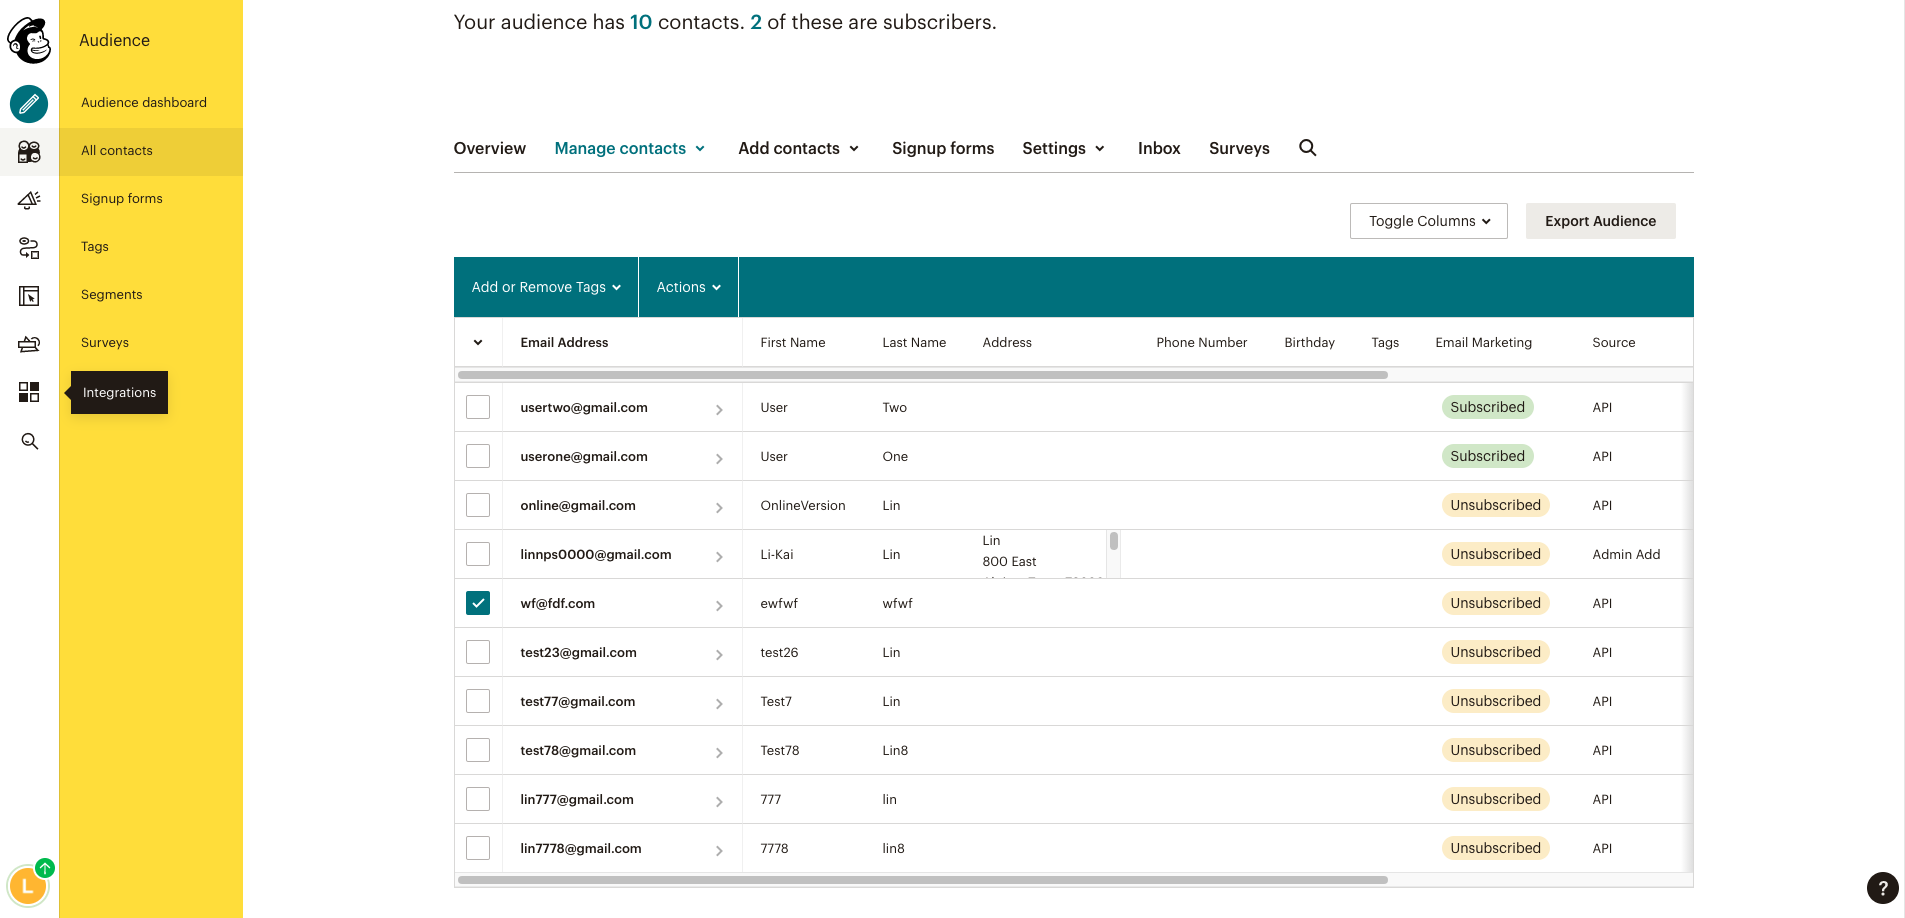 Your audience has 10 contacts. 2 of these are subscribers.
Audience
Audience dashboard
All contacts
Signup forms
Tags
Segments
Surveys
Integrations
L
Overview Manage contacts Add contacts Signup forms Settings Inbox Surveys
Toggle Columns Export Audience
Add or Remove Tags Actions
Email Address First Name Last Name Address Phone Number Birthday Tags Email Marketing Source
usertwo@gmail.com User Two Subscribed API
userone@gmail.com User One Subscribed API
online@gmail.com OnlineVersion Lin Unsubscribed API
linnps0000@gmail.com Li-Kai Lin Lin Unsubscribed Admin Add
800 East
wf@fdf.com ewfwf wfwf Unsubscribed API
test23@gmail.com test26 Lin Unsubscribed API
test77@gmail.com Test7 Lin Unsubscribed API
test78@gmail.com Test78 Lin8 Unsubscribed API
lin777@gmail.com 777 lin Unsubscribed API
lin7778@gmail.com 7778 lin8 Unsubscribed API
?